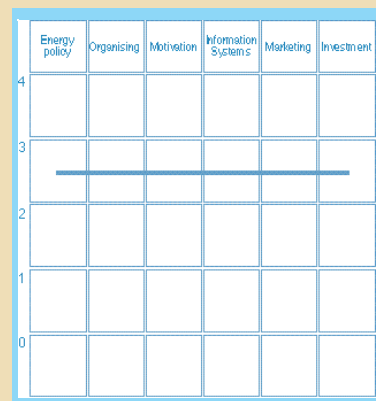 Energy policy
Organising
Motivation
Information Systems
Marketing
Investment
4
3
2
1
0